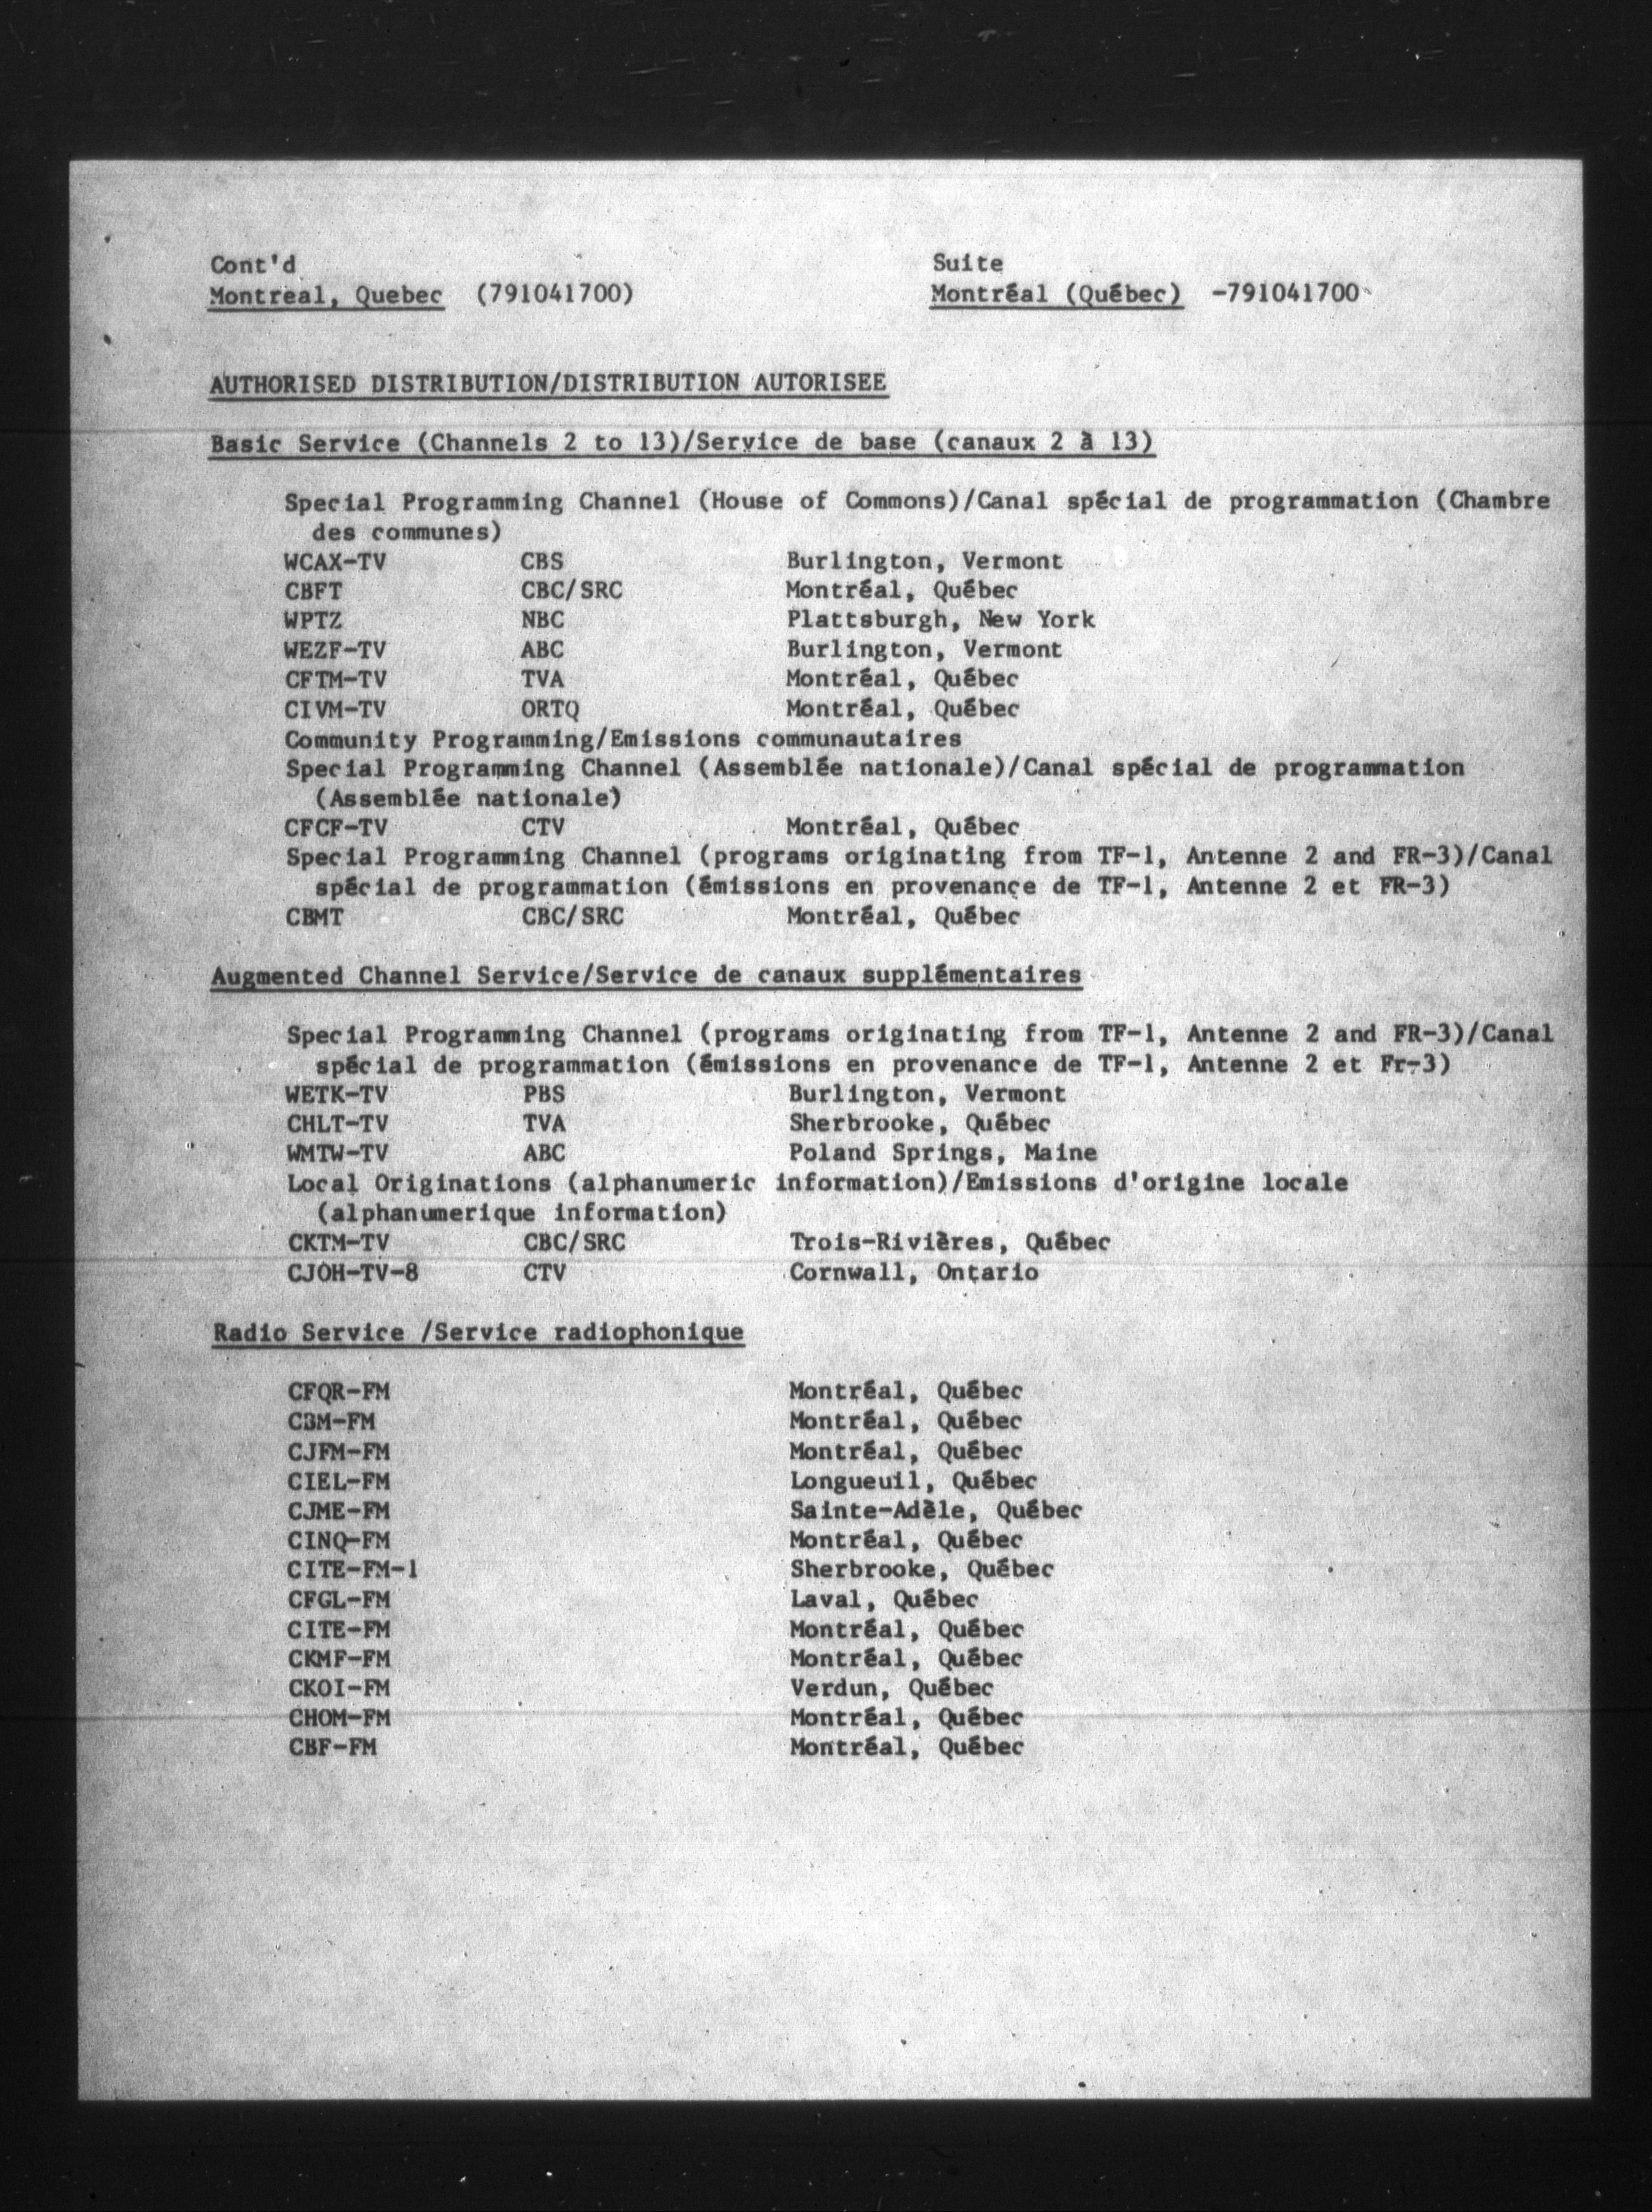 Cont'd Suite
Montreal, Quebec (791041700) Montréal (Québec) -791041700
AUTHORISED DISTRIBUTION/DISTRIBUTION AUTORISEE
Basic Service (Channels 2 to 13)/Service de base (canaux 2 à 13)
Special Programming Channel (House of Commons)/Canal spécial de programmation (Chambre
des communes)
WCAX-TV CBS Burlington, Vermont
CBFT CBC/SRC Montréal, Québec
WPTZ NBC Plattsburgh, New York
WEZF-TV ABC Burlington, Vermont
CFTM-TV TVA Montréal, Québec
CIVM-TV ORTQ Montréal, Québec
Community Programming/Emissions communautaires
Special Programming Channel (Assemblée nationale)/Canal spécial de programmation
(Assemblée nationale)
CFCF-TV CTV Montréal, Québec
Special Programming Channel (programs originating from TF-1, Antenne 2 and FR-3)/Canal
spécial de programmation (émissions en provenance de TF-1, Antenne 2 et FR-3)
CBMT CBC/SRC Montréal, Québec
Augmented Channel Service/Service de canaux supplémentaires
Special Programming Channel (programs originating from TF-1, Antenne 2 and FR-3)/Canal
spécial de programmation (émissions en provenance de TF-1, Antenne 2 et Fr-3)
WETK-TV PBS Burlington, Vermont
CHLT-TV TVA Sherbrooke, Québec
WMTW-TV ABC Poland Springs, Maine
Local Originations (alphanumeric information)/Emissions d'origine locale
(alphanumerique information)
CKTM-TV CBC/SRC Trois-Rivières, Québec
CJOH-TV-8 CTV Cornwall, Ontario
Radio Service /Service radiophonique
CFQR-FM Montréal, Québec
CBM-FM Montréal, Québec
CJFM-FM Montréal, Québec
CIEL-FM Longueuil, Québec
CJME-FM Sainte-Adèle, Québec
CINQ-FM Montréal, Québec
CITE-FM-1 Sherbrooke, Québec
CFGL-FM Laval, Québec
CITE-FM Montréal, Québec
CKMF-FM Montréal, Québec
CKOI-FM Verdun, Québec
CHOM-FM Montréal, Québec
CBF-FM Montréal, Québec